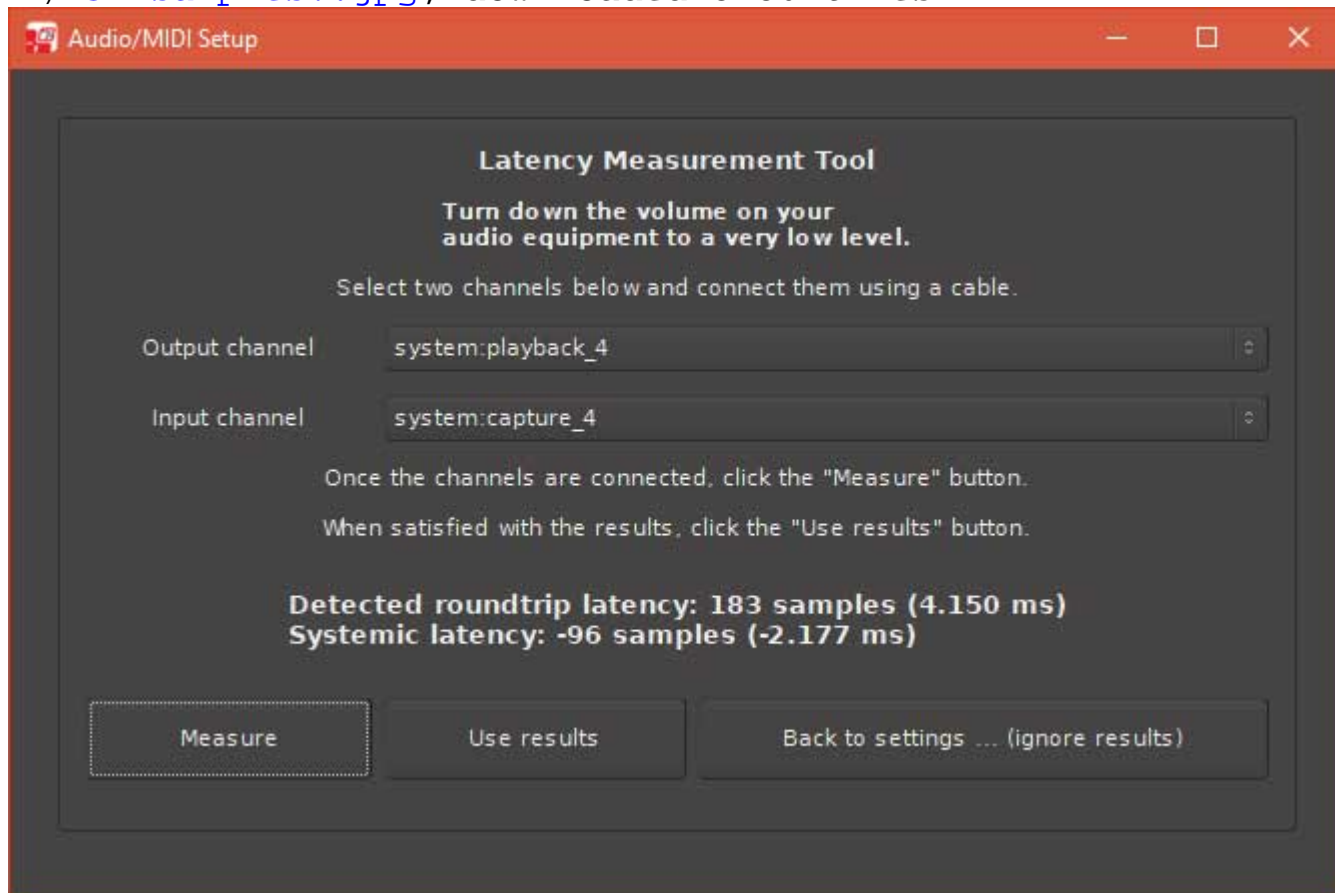 Audio/MIDI Setup
Latency Measurement Tool
Turn down the volume on your
audio equipment to a very low level.
Select two channels below and connect them using a cable.
Output channel system:playback_4
Input channel system:capture_4
Once the channels are connected, click the "Measure" button.
When satisfied with the results, click the "Use results" button.
Detected roundtrip latency: 183 samples (4.150 ms)
Systemic latency: -96 samples (-2.177 ms)
Measure Use results Back to settings ... (ignore results)